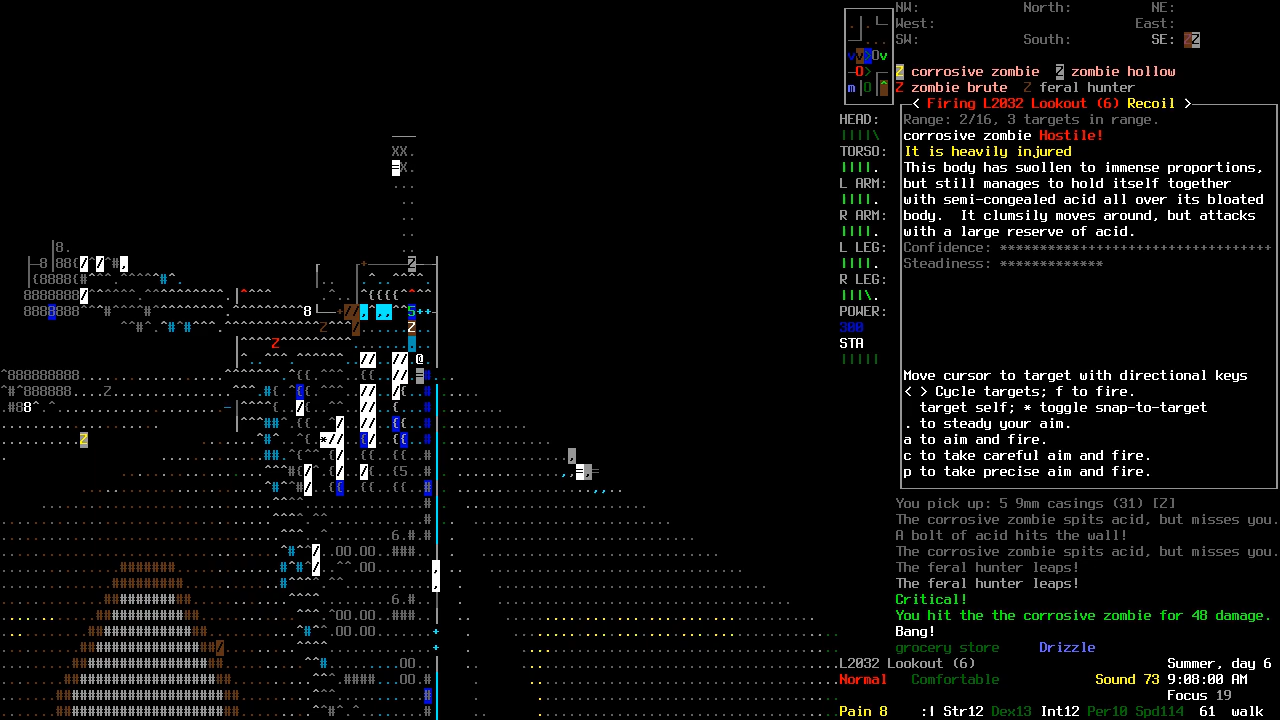 NW: North: NE:
West: East:
SW: South: SE: ZZ
Z corrosive zombie Z zombie hollow
Z zombie brute Z feral hunter
< Firing L2032 Lookout (6) Recoil >
HEAD: Range: 2/16, 3 targets in range.
||||\ corrosive zombie Hostile!
TORSO: It is heavily injured
||||. This body has swollen to immense proportions,
L ARM: but still manages to hold itself together
||||. with semi-congealed acid all over its bloated
R ARM: body.  It clumsily moves around, but attacks
||||. with a large reserve of acid.
L LEG: Confidence: **********++++++++++++++++++++++++
||||. Steadiness: *************
R LEG:
|||\.
POWER:
300
STA
|||||
Move cursor to target with directional keys
< > Cycle targets; f to fire.
target self; * toggle snap-to-target
. to steady your aim.
a to aim and fire.
c to take careful aim and fire.
p to take precise aim and fire.
You pick up: 5 9mm casings (31) [Z]
The corrosive zombie spits acid, but misses you.
A bolt of acid hits the wall!
The corrosive zombie spits acid, but misses you.
The feral hunter leaps!
The feral hunter leaps!
Critical!
You hit the the corrosive zombie for 48 damage.
Bang!
grocery store Drizzle
L2032 Lookout (6) Summer, day 6
Normal Comfortable Sound 73 9:08:00 AM
Focus 19
Pain 8 :| Str12 Dex13 Int12 Per10 Spd114 61 walk